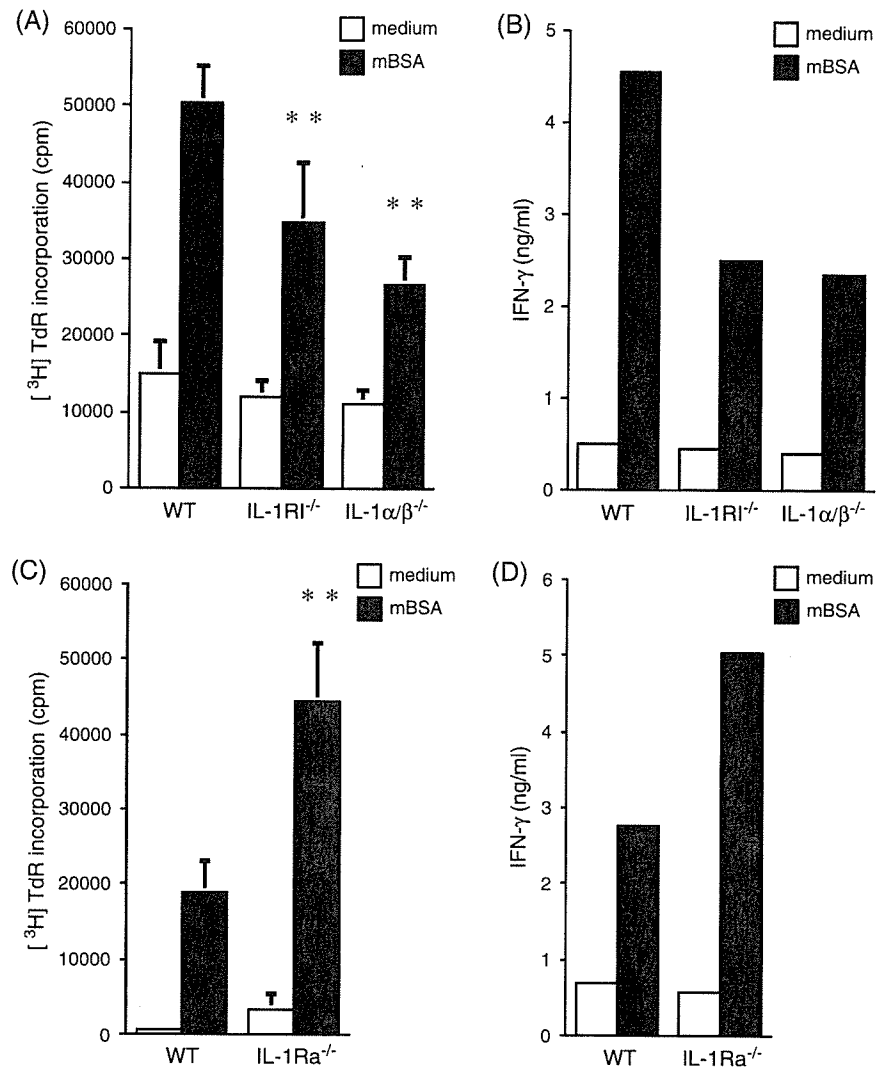 (A)
60000
50000
40000
30000
20000
10000
0
[ ³H] TdR incorporation (cpm)
medium
mBSA
* *
* *
WT IL-1RI-/- IL-1α/β-/-
(B)
5
4
3
2
1
0
IFN-γ (ng/ml)
medium
mBSA
WT IL-1RI-/- IL-1α/β-/-
(C)
60000
50000
40000
30000
20000
10000
0
[ ³H] TdR incorporation (cpm)
medium
mBSA
* *
WT IL-1Ra-/-
(D)
6
5
4
3
2
1
0
IFN-γ (ng/ml)
medium
mBSA
WT IL-1Ra-/-